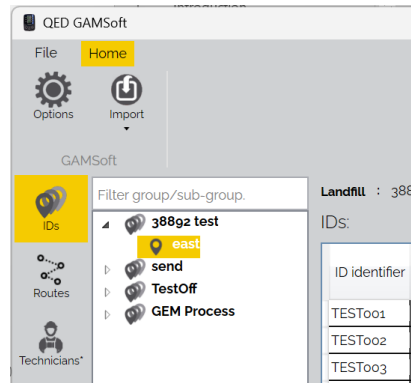 QED GAMSoft
File Home
Options Import
GAMSoft
IDs
Routes
Technicians*
Filter group/sub-group.
38892 test
east
send
TestOff
GEM Process
Landfill : 388
IDs:
ID identifier
TEST001
TEST002
TEST003